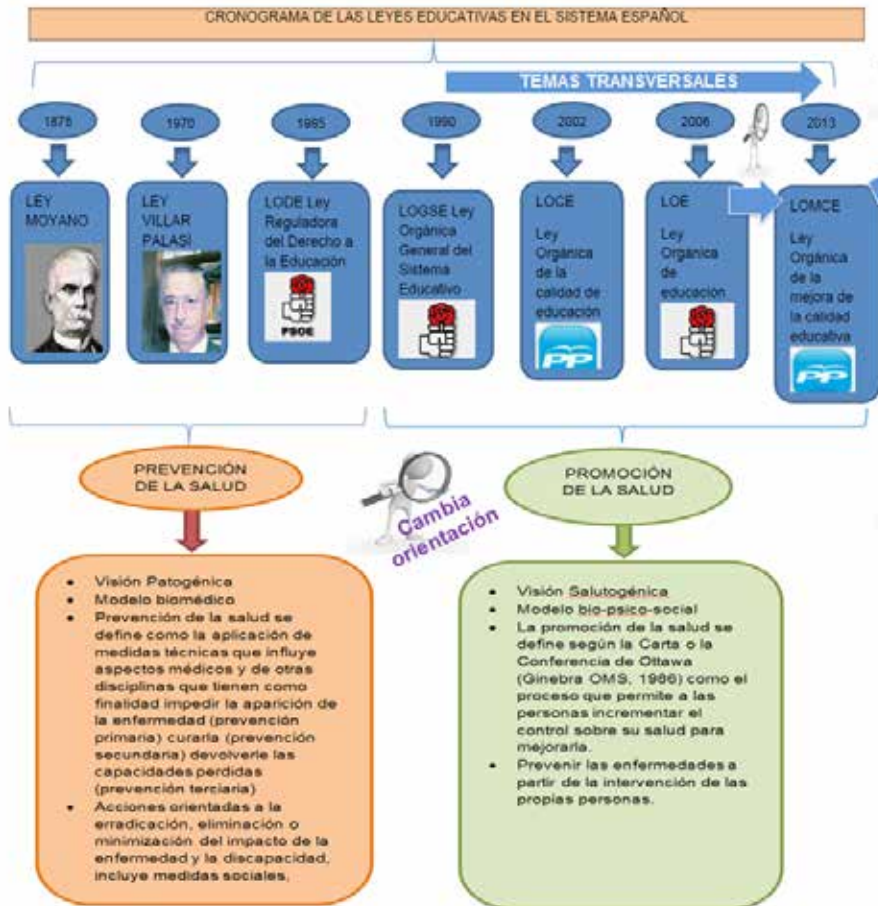 CRONOGRAMA DE LAS LEYES EDUCATIVAS EN EL SISTEMA ESPAÑOL
TEMAS TRANSVERSALES
1876
1970
1985
1990
2002
2006
2013
LEY
MOYANO
LEY
VILLAR
PALASÍ
LODE Ley
Reguladora
del Derecho a
la Educación
PSOE
LOGSE Ley
Orgánica
General del
Sistema
Educativo
LOCE
Ley
Orgánica
de la
calidad de
educación
PP
LOE
Ley
Orgánica
de
educación
LOMCE
Ley
Orgánica
de la
mejora de
la calidad
educativa
PP
PREVENCIÓN
DE LA SALUD
Cambia
orientación
PROMOCIÓN
DE LA SALUD
• Visión Patogénica
• Modelo biomédico
• Prevención de la salud se
define como la aplicación de
medidas técnicas que influye
aspectos médicos y de otras
disciplinas que tienen como
finalidad impedir la aparición de
la enfermedad (prevención
primaria) curarla (prevención
secundaria) devolverle las
capacidades perdidas
(prevención terciaria)
• Acciones orientadas a la
erradicación, eliminación o
minimización del impacto de la
enfermedad y la discapacidad,
incluye medidas sociales.
• Visión Salutogénica
• Modelo bio-psico-social
• La promoción de la salud se
define según la Carta o la
Conferencia de Ottawa
(Ginebra OMS, 1986) como el
proceso que permite a las
personas incrementar el
control sobre su salud para
mejorarla.
• Prevenir las enfermedades a
partir de la intervención de las
propias personas.